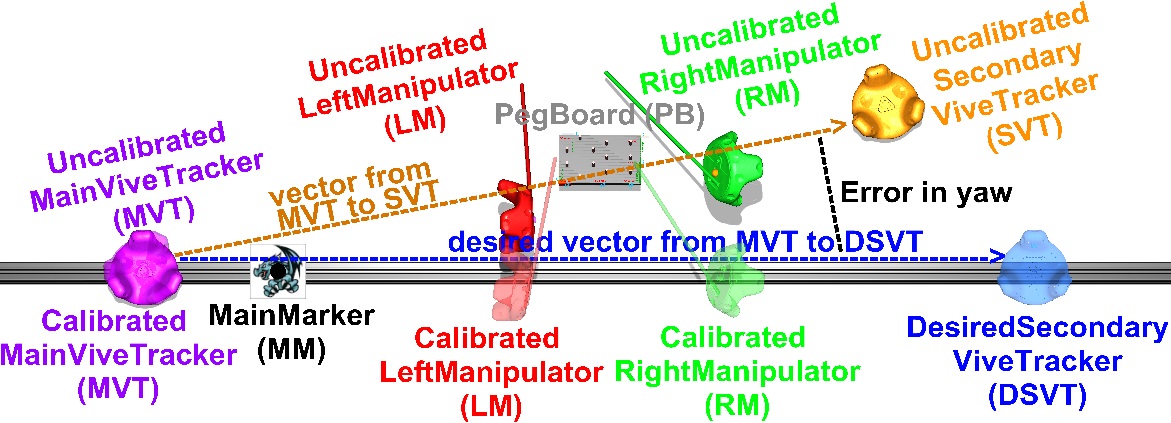 Uncalibrated
LeftManipulator
(LM)
Uncalibrated
RightManipulator
(RM)
Uncalibrated
Secondary
ViveTracker
(SVT)
PegBoard (PB)
Uncalibrated
MainViveTracker
(MVT)
vector from
MVT to SVT
Error in yaw
desired vector from MVT to DSVT
Calibrated
MainViveTracker
(MVT)
MainMarker
(MM)
Calibrated
LeftManipulator
(LM)
Calibrated
RightManipulator
(RM)
DesiredSecondary
ViveTracker
(DSVT)